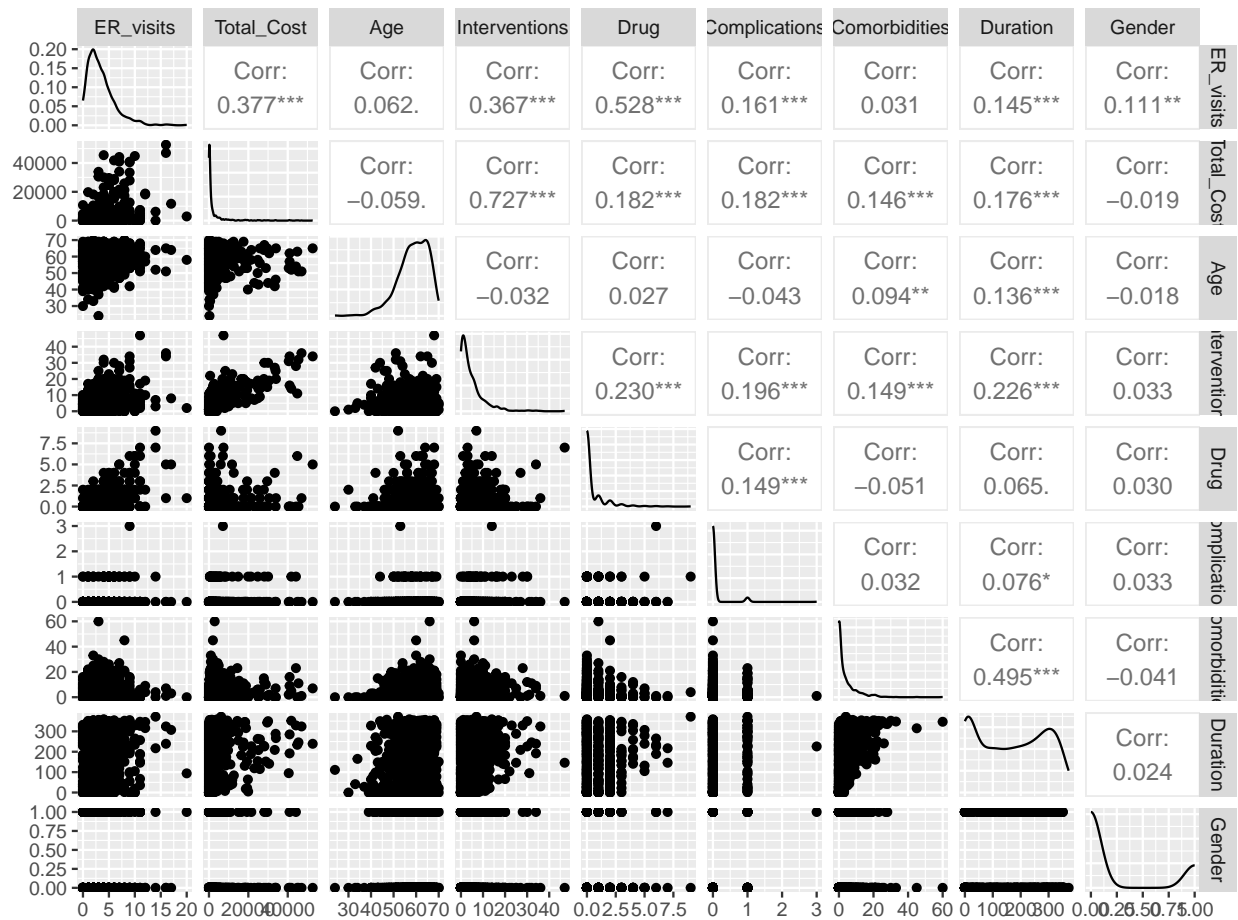 ER_visits Total_Cost Age Interventions Drug Complications Comorbidities Duration Gender
0.20
0.15
0.10
0.05
0.00
Corr: Corr: Corr: Corr: Corr: Corr: Corr: Corr:
0.377*** 0.062. 0.367*** 0.528*** 0.161*** 0.031 0.145*** 0.111**
ER_visits
40000
20000
0
Corr: Corr: Corr: Corr: Corr: Corr: Corr:
−0.059. 0.727*** 0.182*** 0.182*** 0.146*** 0.176*** −0.019
Total_Cost
70
60
50
40
30
Corr: Corr: Corr: Corr: Corr: Corr:
−0.032 0.027 −0.043 0.094** 0.136*** −0.018
Age
40
30
20
10
0
Corr: Corr: Corr: Corr: Corr:
0.230*** 0.196*** 0.149*** 0.226*** 0.033
ntervention
7.5
5.0
2.5
0.0
Corr: Corr: Corr: Corr:
0.149*** −0.051 0.065. 0.030
Drug
3
2
1
0
Corr: Corr: Corr:
0.032 0.076* 0.033
omplicatio
60
40
20
0
Corr: Corr:
0.495*** −0.041
omorbiditi
300
200
100
0
Corr:
0.024
Duration
1.00
0.75
0.50
0.25
0.00
Gender
0 5 10 15 20 0 20000 40000 30 40 50 60 70 0 10 20 30 40 0.0 2.5 5.0 7.5 0 1 2 3 0 20 40 60 0 100 200 300 0.00 0.25 0.50 0.75 1.00